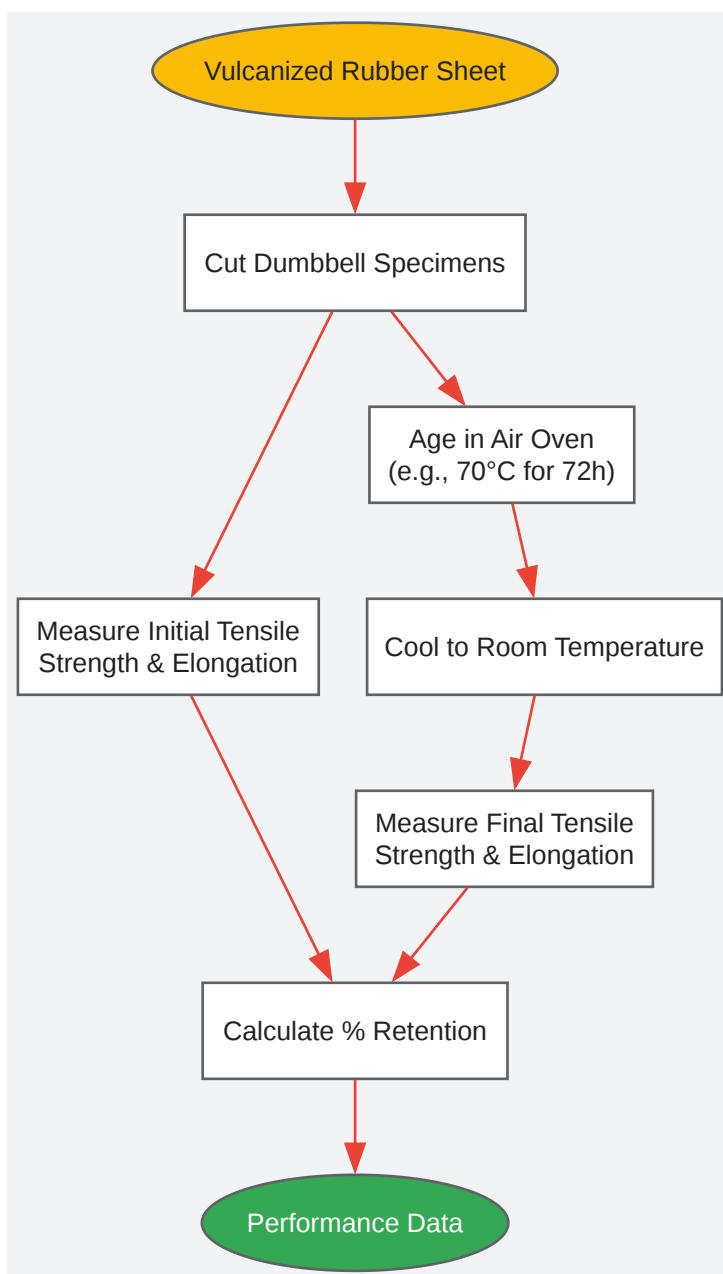 Vulcanized Rubber Sheet
Cut Dumbbell Specimens
Age in Air Oven
(e.g., 70°C for 72h)
Measure Initial Tensile
Strength & Elongation
Cool to Room Temperature
Measure Final Tensile
Strength & Elongation
Calculate % Retention
Performance Data